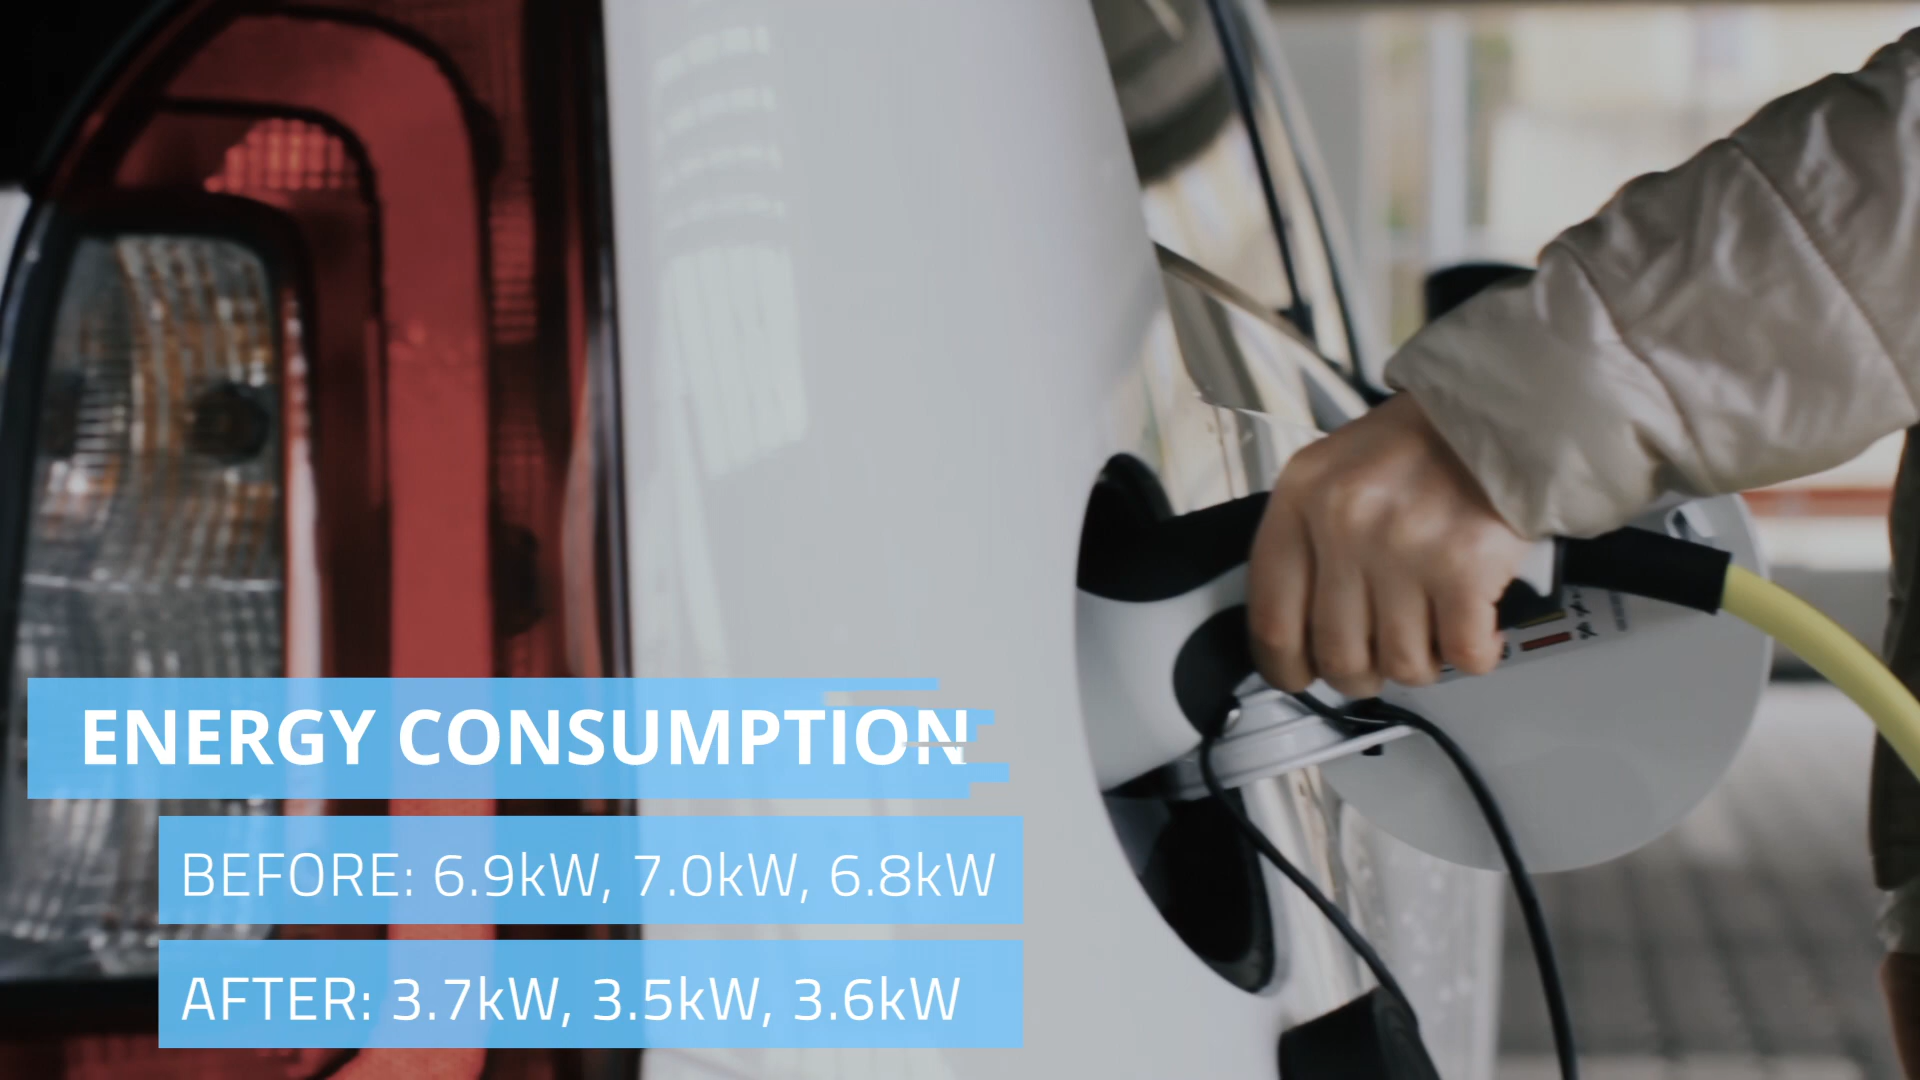 ENERGY CONSUMPTION
BEFORE: 6.9kW, 7.0kW, 6.8kW
AFTER: 3.7kW, 3.5kW, 3.6kW